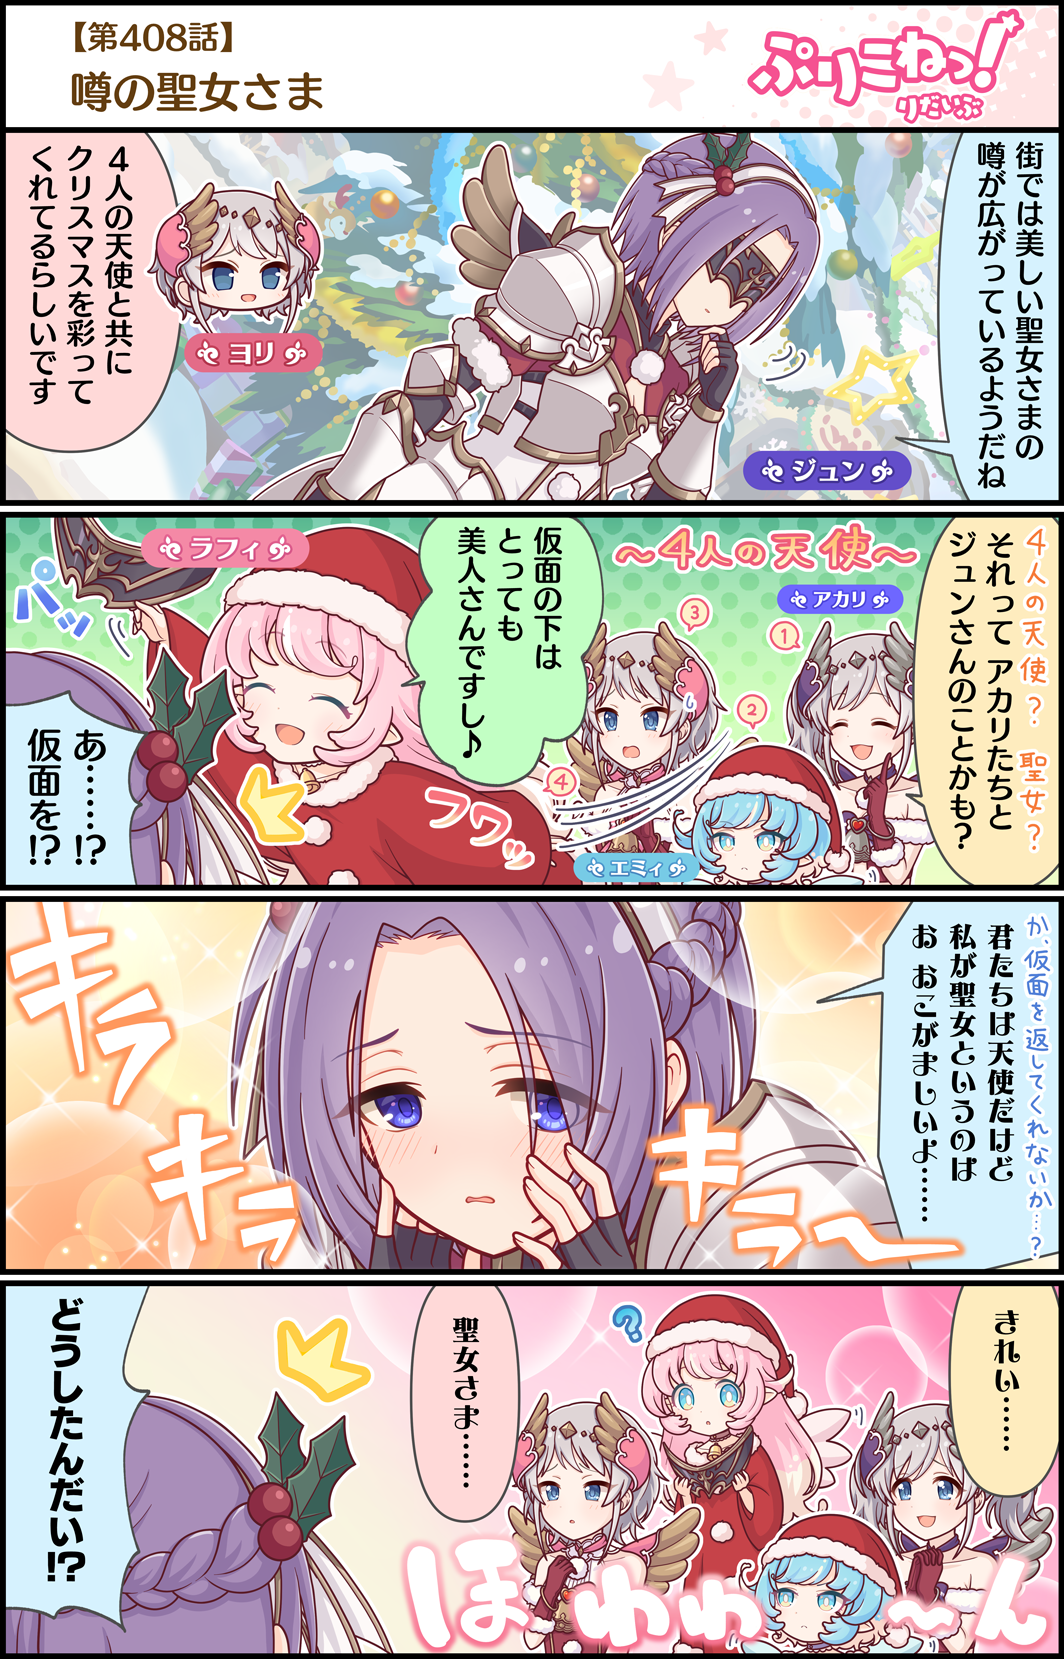 【第408話】
噂の聖女さま
ぷりこねっ!
りだいぶ
街では美しい聖女さまの
噂が広がっているようだね
ジュン
4人の天使と共に
クリスマスを彩って
くれてるらしいです
ヨリ
4人の天使? 聖女?
それって アカリたちと
ジュンさんのことかも?
～4人の天使～
アカリ
1
2
3
4
エミィ
仮面の下は
とっても
美人さんですし♪
ラフィ
パッ
フワッ
あ……!?
仮面を!?
か、仮面を返してくれないか…?
君たちは天使だけど
私が聖女というのは
お おこがましいよ……
キラ
キラ
キラ～
きれい……
聖女さま……
?
ほわわ～ん
どうしたんだい!?